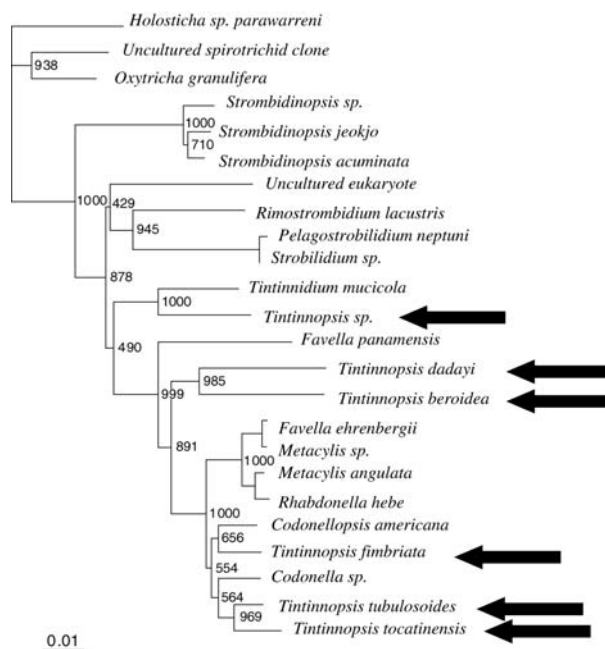 Holosticha sp. parawarreni
Uncultured spirotrichid clone
938
Oxytricha granulifera
Strombidinopsis sp.
1000
Strombidinopsis jeokjo
710
Strombidinopsis acuminata
Uncultured eukaryote
1000
429
Rimostrombidium lacustris
945
Pelagostrobilidium neptuni
Strobilidium sp.
878
Tintinnidium mucicola
1000
Tintinnopsis sp.
Favella panamensis
490
Tintinnopsis dadayi
985
999
Tintinnopsis beroidea
Favella ehrenbergii
891
Metacylis sp.
1000
Metacylis angulata
Rhabdonella hebe
1000
Codonellopsis americana
656
Tintinnopsis fimbriata
554
Codonella sp.
564
Tintinnopsis tubulosoides
969
Tintinnopsis tocatinensis
0.01